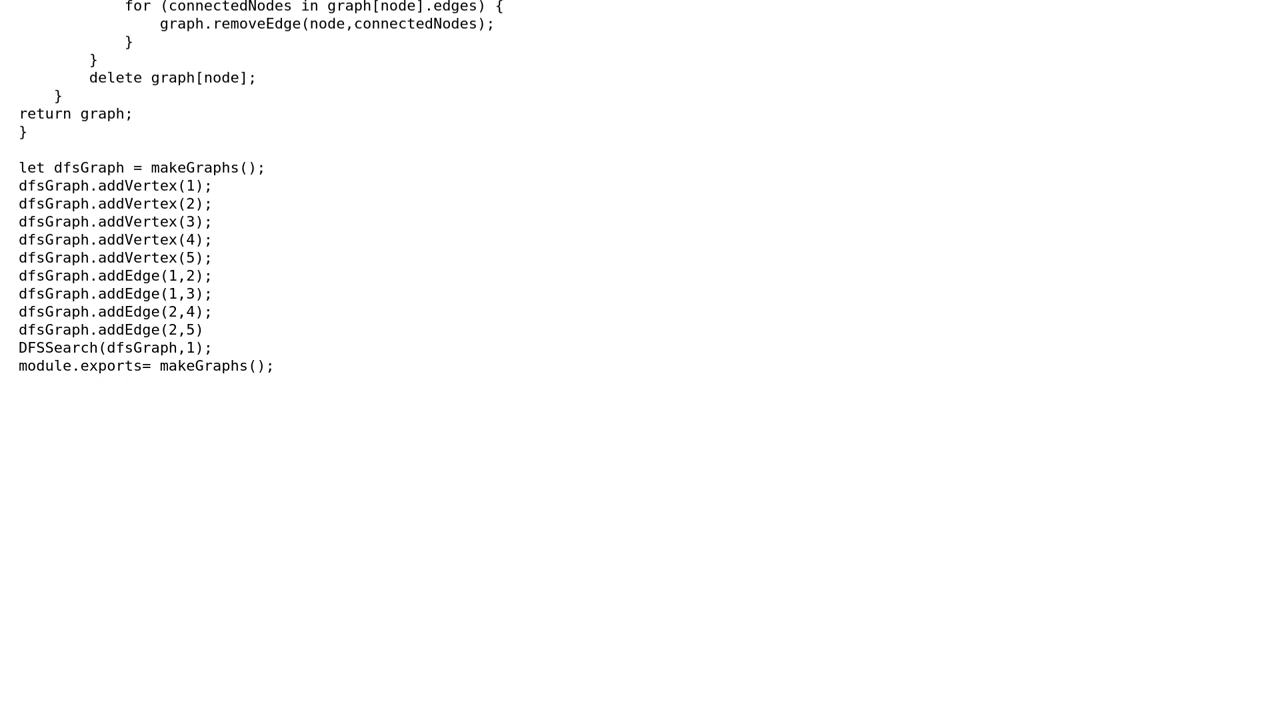 for (connectedNodes in graph[node].edges) {
                graph.removeEdge(node,connectedNodes);
            }
        }
        delete graph[node];
    }
return graph;
}

let dfsGraph = makeGraphs();
dfsGraph.addVertex(1);
dfsGraph.addVertex(2);
dfsGraph.addVertex(3);
dfsGraph.addVertex(4);
dfsGraph.addVertex(5);
dfsGraph.addEdge(1,2);
dfsGraph.addEdge(1,3);
dfsGraph.addEdge(2,4);
dfsGraph.addEdge(2,5)
DFSSearch(dfsGraph,1);
module.exports= makeGraphs();